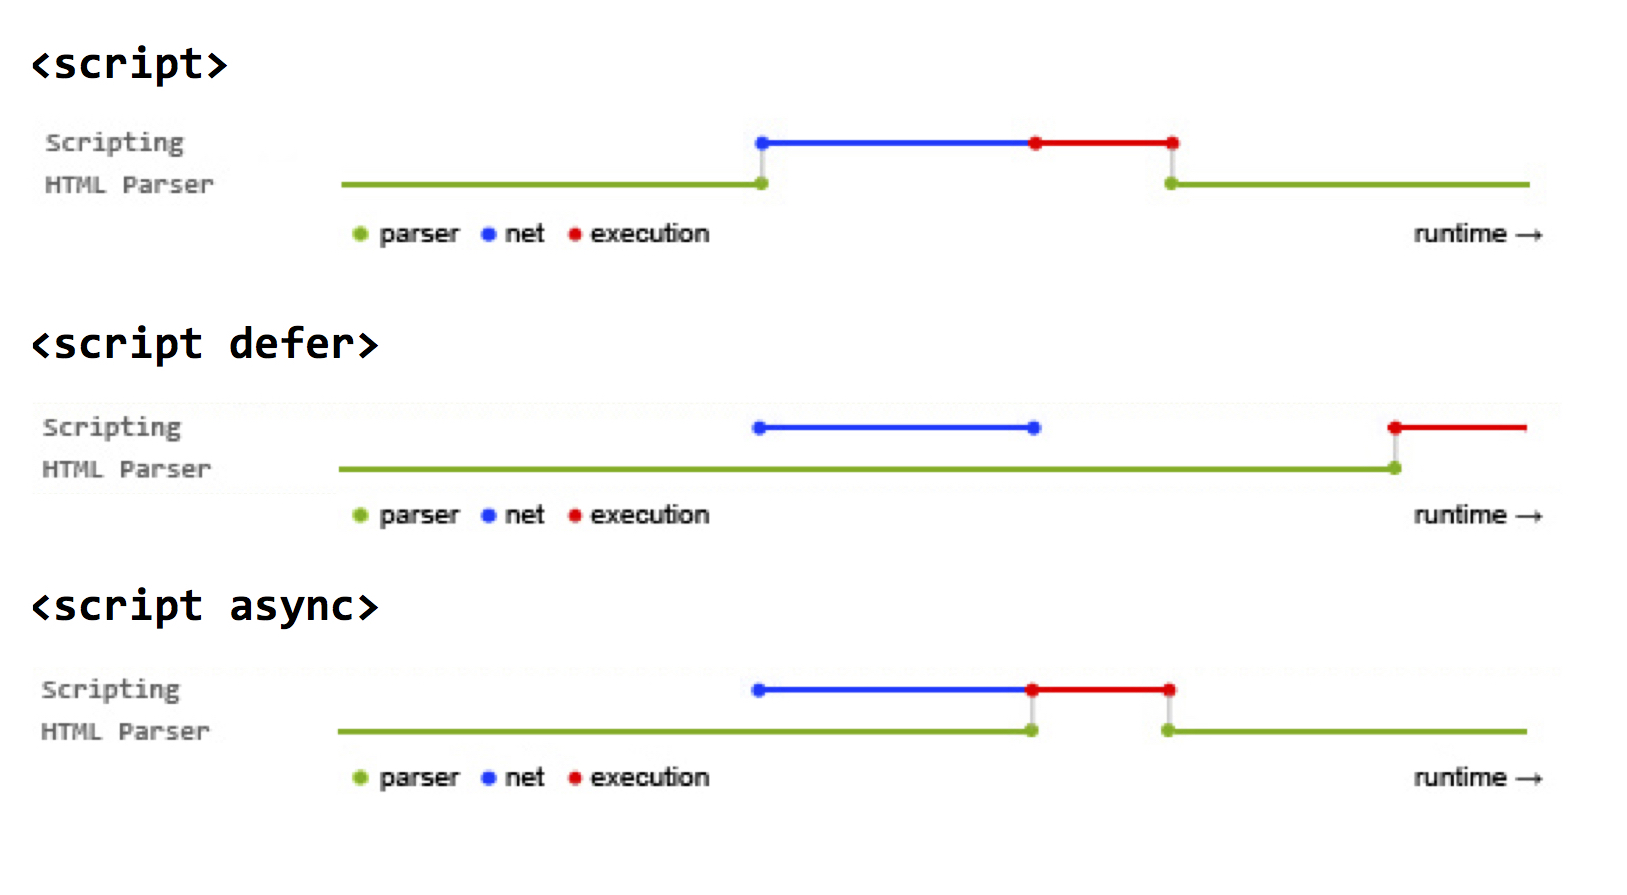 <script>
Scripting
HTML Parser
parser net execution runtime →
<script defer>
Scripting
HTML Parser
parser net execution runtime →
<script async>
Scripting
HTML Parser
parser net execution runtime →